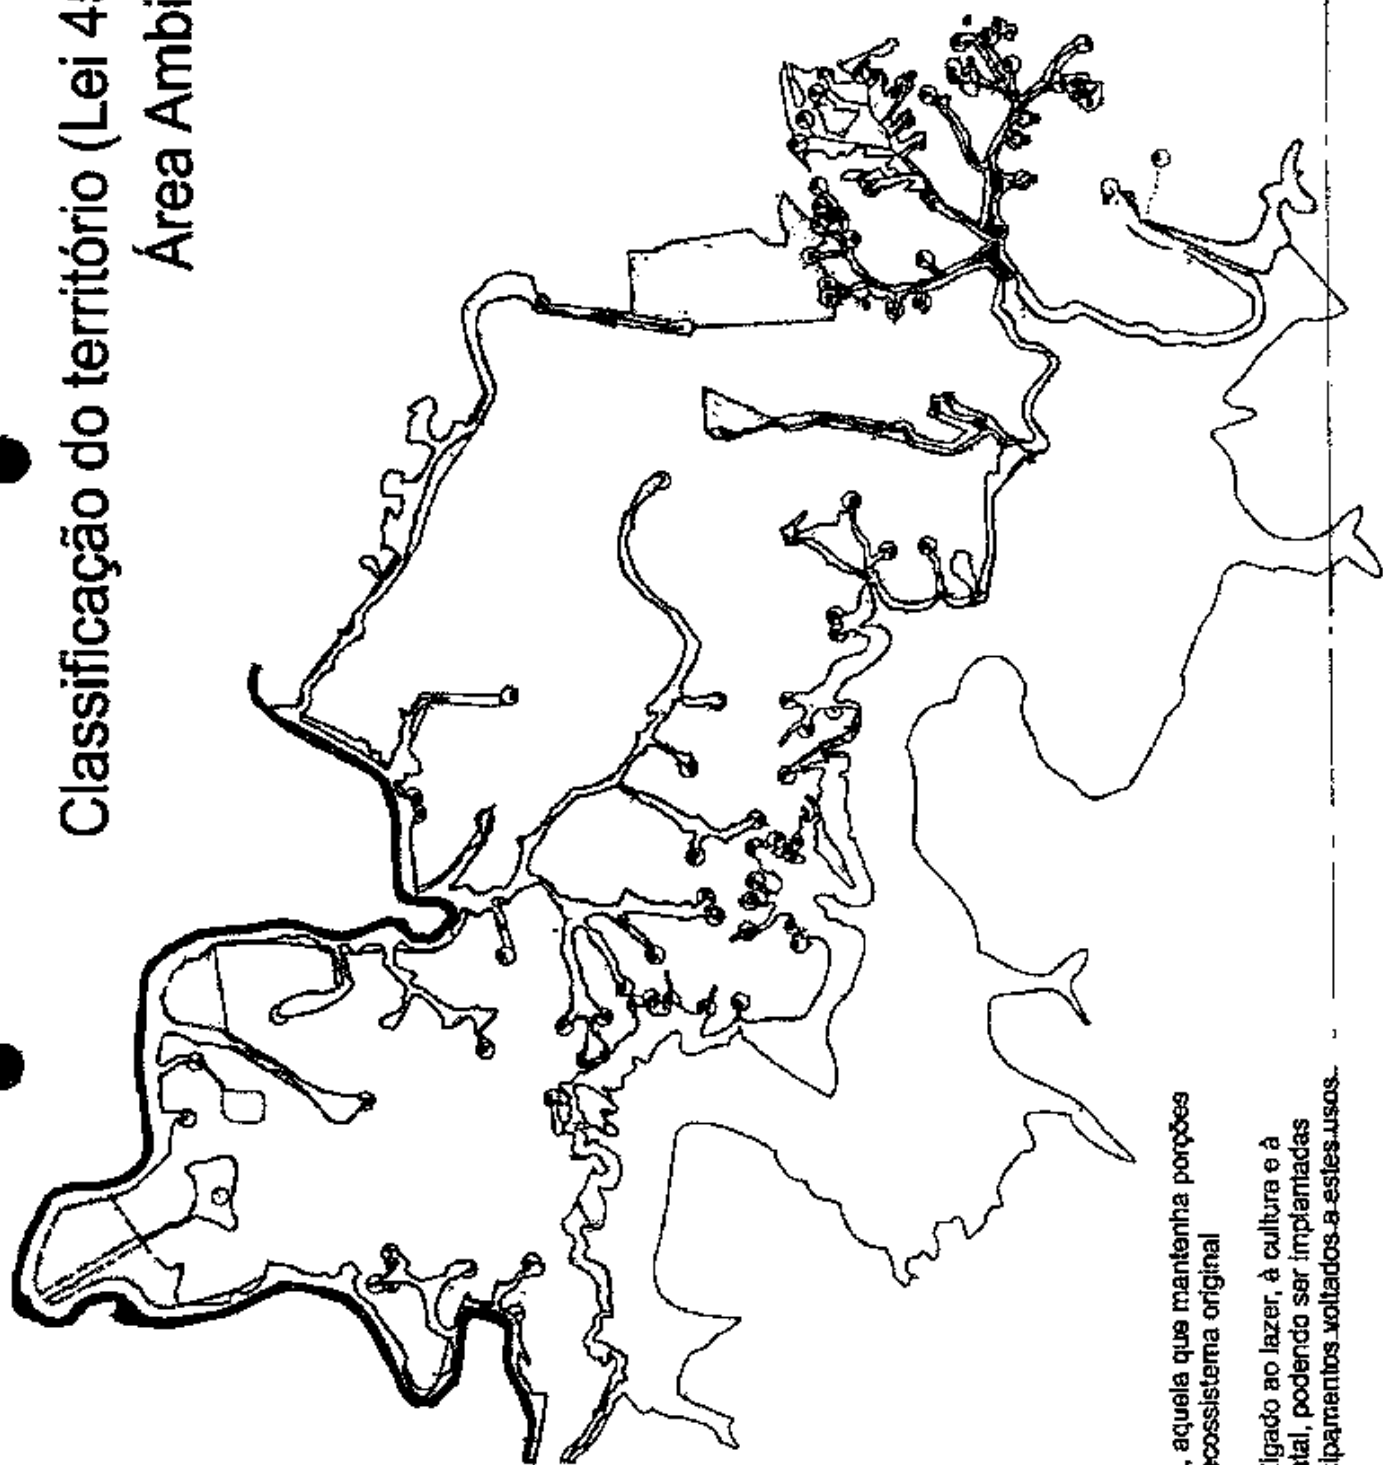 Classificação do território (Lei 4
Área Ambi
, aquela que mantenha porções
ecossistema original
igado ao lazer, à cultura e à
tal, podendo ser implantadas
ipamentos voltados a estes usos.